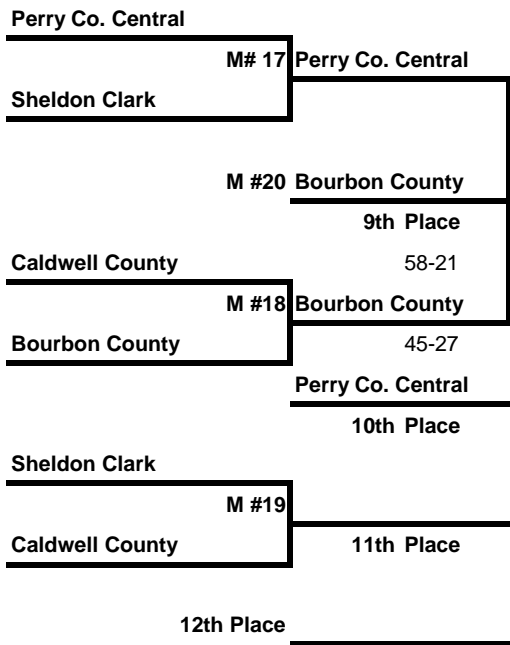 Perry Co. Central
M# 17 Perry Co. Central
Sheldon Clark
M #20 Bourbon County
9th Place
Caldwell County 58-21
M #18 Bourbon County
Bourbon County 45-27
Perry Co. Central
10th Place
Sheldon Clark
M #19
Caldwell County 11th Place
12th Place